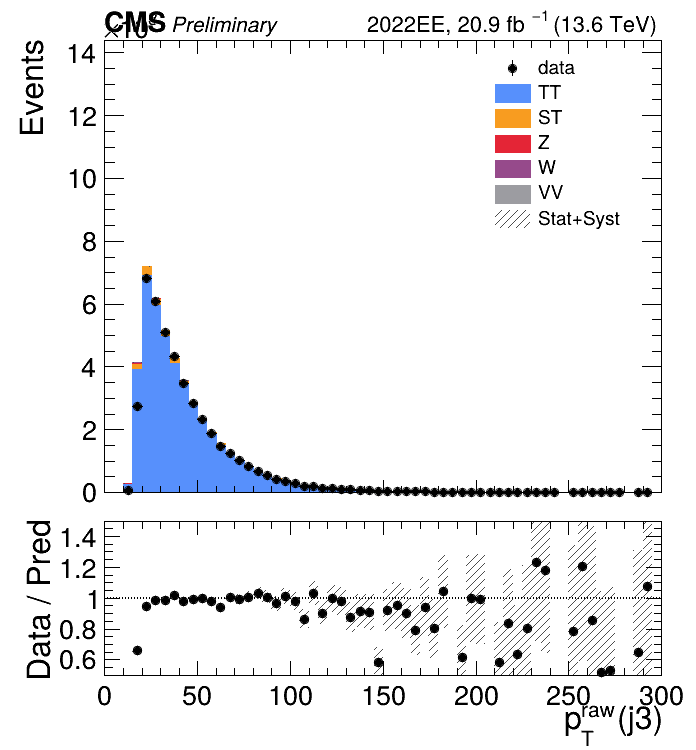 CMS Preliminary 2022EE, 20.9 fb⁻¹ (13.6 TeV)
Events
14
12
10
8
6
4
2
0
data
TT
ST
Z
W
VV
Stat+Syst
Data / Pred
1.4
1.2
1
0.8
0.6
0 50 100 150 200 250 300
p_T^raw (j3)